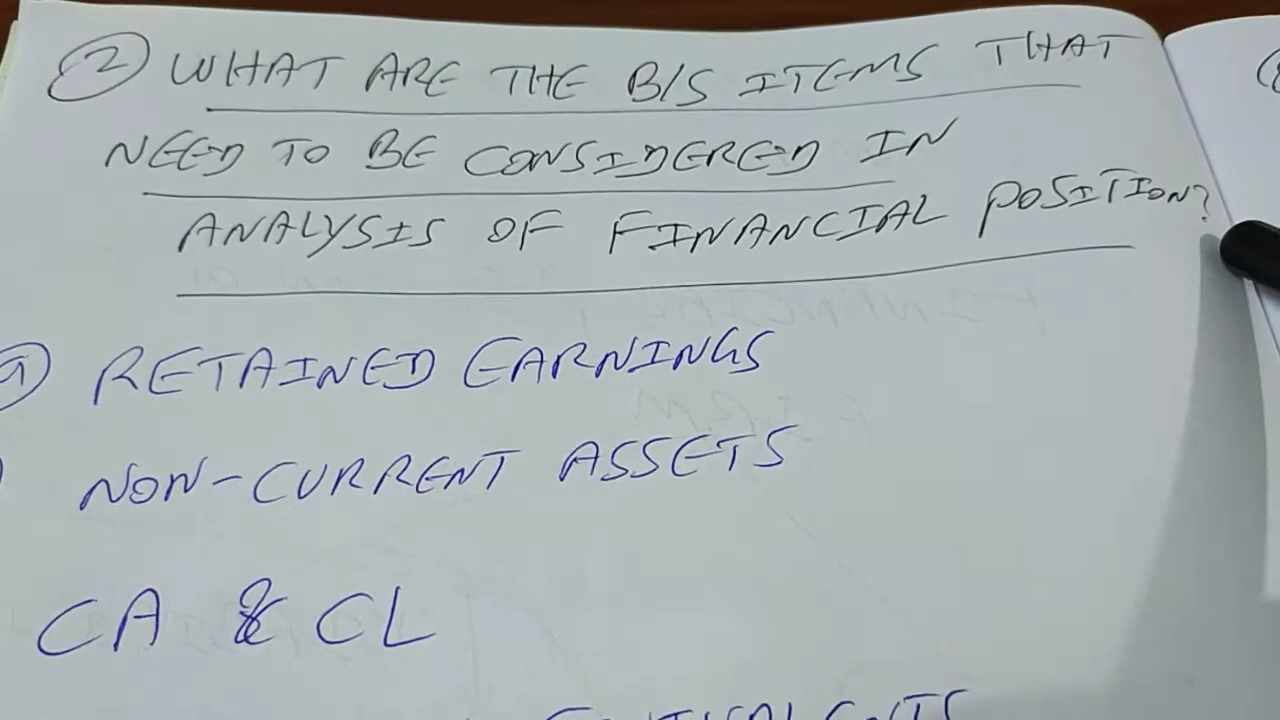 ② WHAT ARE THE B/S ITEMS THAT
NEED TO BE CONSIDERED IN
ANALYSIS OF FINANCIAL POSITION?
RETAINED EARNINGS
NON-CURRENT ASSETS
CA & CL